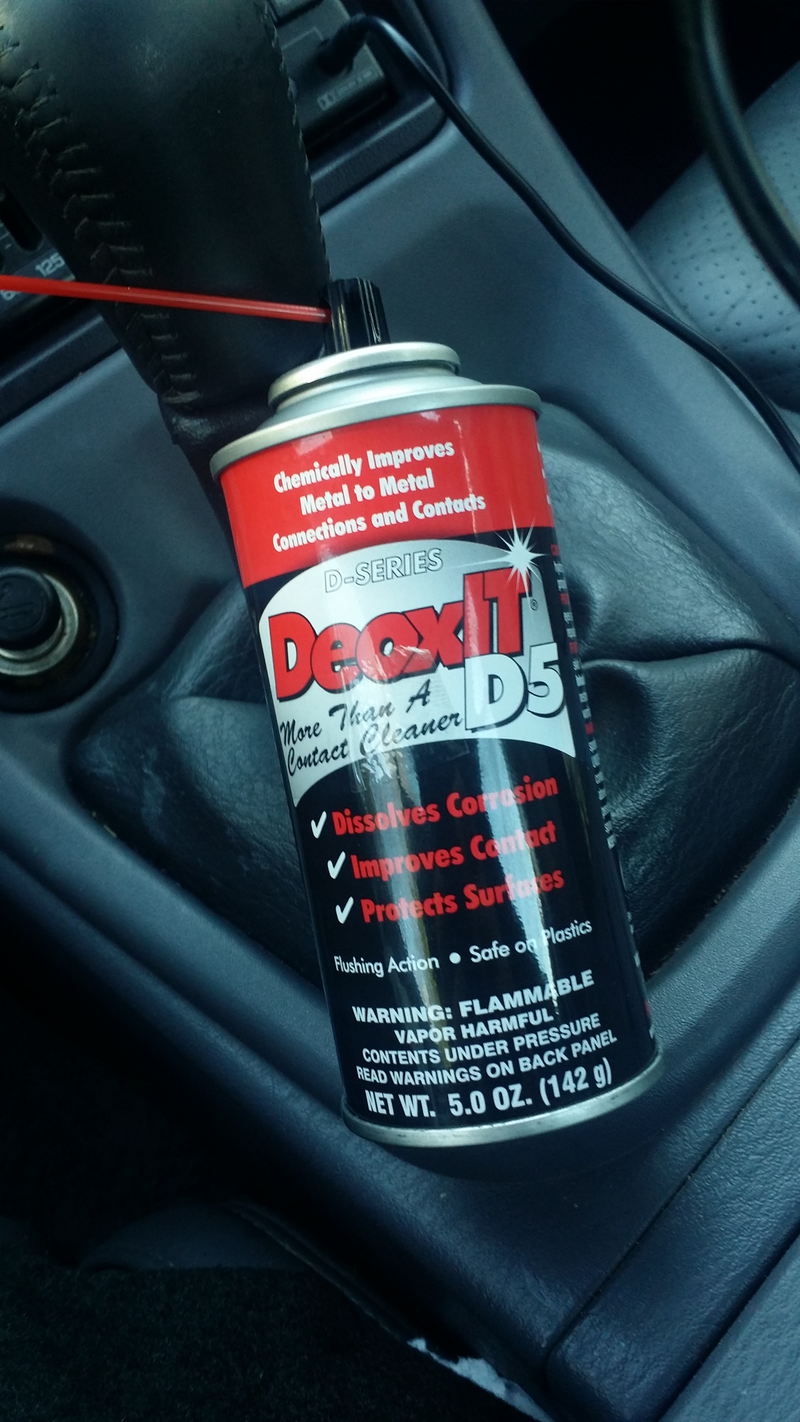 125
Chemically Improves
Metal to Metal
Connections and Contacts
D-SERIES
DeoxIT®
D5
More Than A
Contact Cleaner
✓ Dissolves Corrosion
✓ Improves Contact
✓ Protects Surfaces
Flushing Action • Safe on Plastics
WARNING: FLAMMABLE
VAPOR HARMFUL
CONTENTS UNDER PRESSURE
READ WARNINGS ON BACK PANEL
NET WT. 5.0 OZ. (142 g)